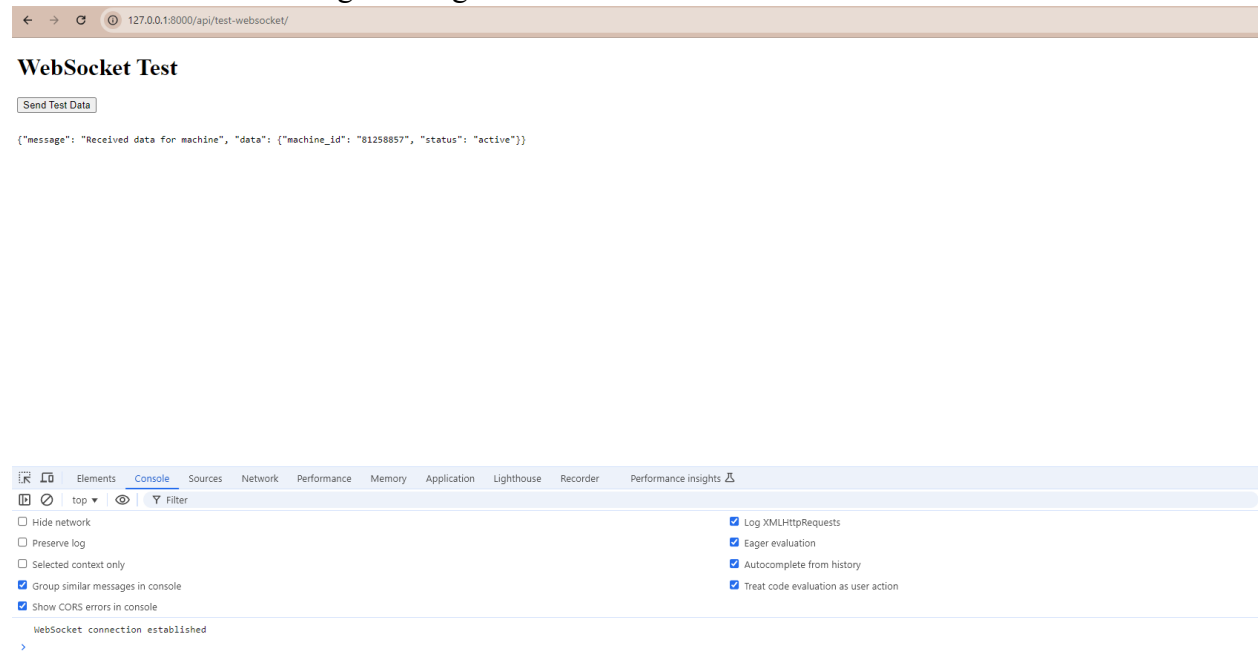 127.0.0.1:8000/api/test-websocket/
WebSocket Test
Send Test Data
{"message": "Received data for machine", "data": {"machine_id": "81258857", "status": "active"}}
Elements Console Sources Network Performance Memory Application Lighthouse Recorder Performance insights
top Filter
Hide network Log XMLHttpRequests
Preserve log Eager evaluation
Selected context only Autocomplete from history
Group similar messages in console Treat code evaluation as user action
Show CORS errors in console
WebSocket connection established
>